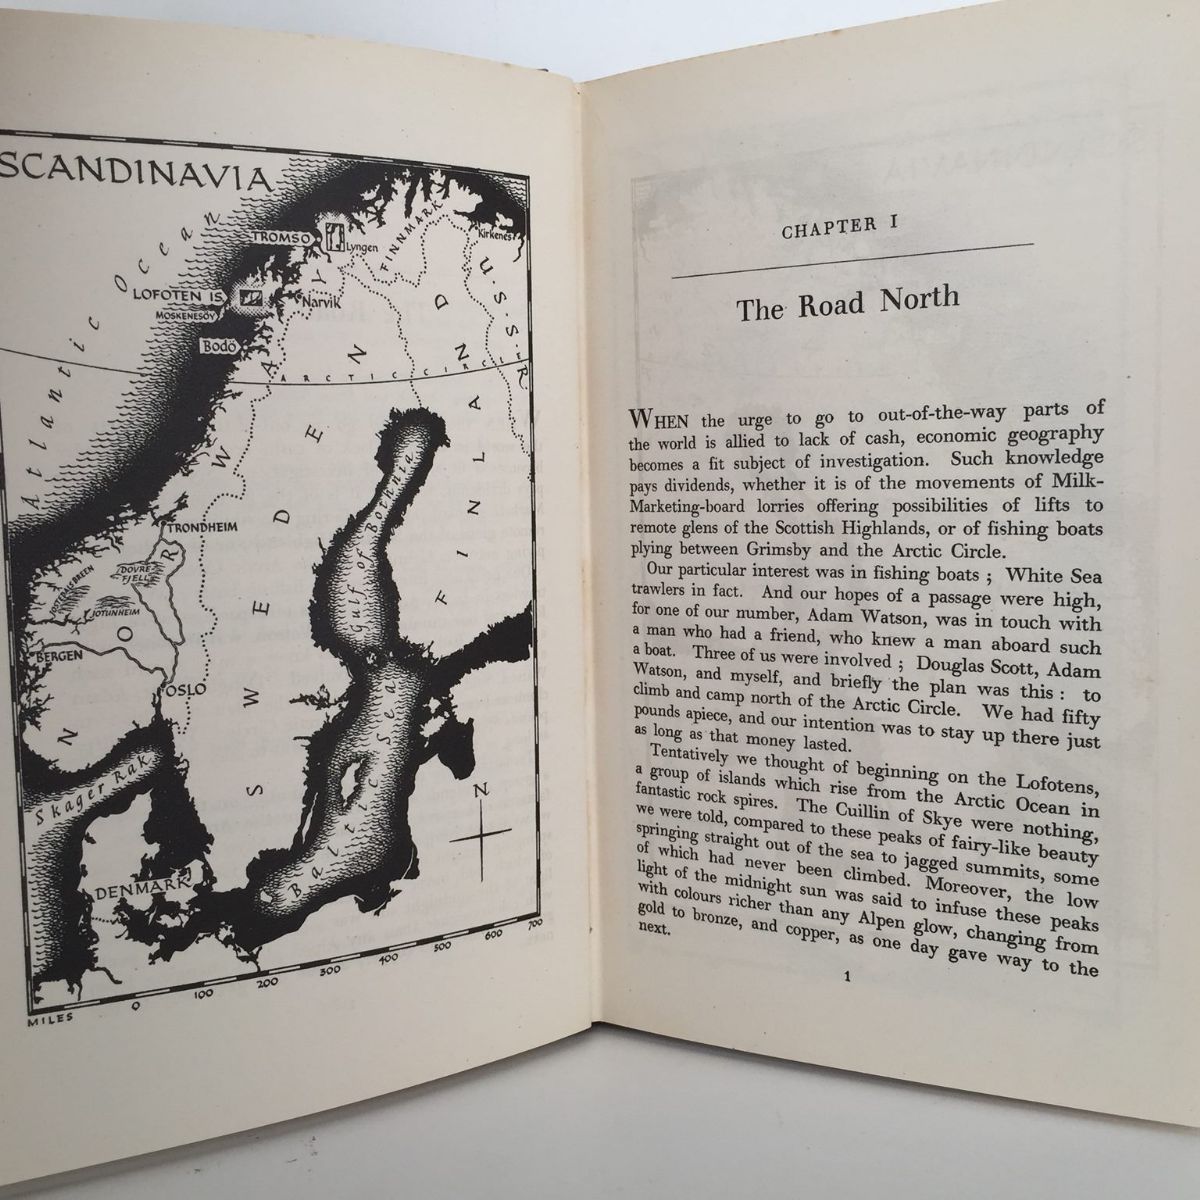 SCANDINAVIA
Atlantic Ocean
TROMSO
Lyngen
FINNMARK
Kirkenes
U.S.S.R
LOFOTEN IS.
MOSKENESÖY
Narvik
BODÖ
ARCTIC CIRCLE
NORWAY
SWEDEN
FINLAND
Gulf of Bothnia
TRONDHEIM
DOVRE
FJELL
JOSTEDALSBREEN
JOTUNHEIM
BERGEN
OSLO
Skager Rak
Baltic Sea
N
DENMARK
MILES 0 100 200 300 400 500 600 700
CHAPTER I
The Road North
WHEN the urge to go to out-of-the-way parts of
the world is allied to lack of cash, economic geography
becomes a fit subject of investigation. Such knowledge
pays dividends, whether it is of the movements of Milk-
Marketing-board lorries offering possibilities of lifts to
remote glens of the Scottish Highlands, or of fishing boats
plying between Grimsby and the Arctic Circle.
Our particular interest was in fishing boats ; White Sea
trawlers in fact. And our hopes of a passage were high,
for one of our number, Adam Watson, was in touch with
a man who had a friend, who knew a man aboard such
a boat. Three of us were involved ; Douglas Scott, Adam
Watson, and myself, and briefly the plan was this : to
climb and camp north of the Arctic Circle. We had fifty
pounds apiece, and our intention was to stay up there just
as long as that money lasted.
Tentatively we thought of beginning on the Lofotens,
a group of islands which rise from the Arctic Ocean in
fantastic rock spires. The Cuillin of Skye were nothing,
we were told, compared to these peaks of fairy-like beauty
springing straight out of the sea to jagged summits, some
of which had never been climbed. Moreover, the low
light of the midnight sun was said to infuse these peaks
with colours richer than any Alpen glow, changing from
gold to bronze, and copper, as one day gave way to the
next.
1